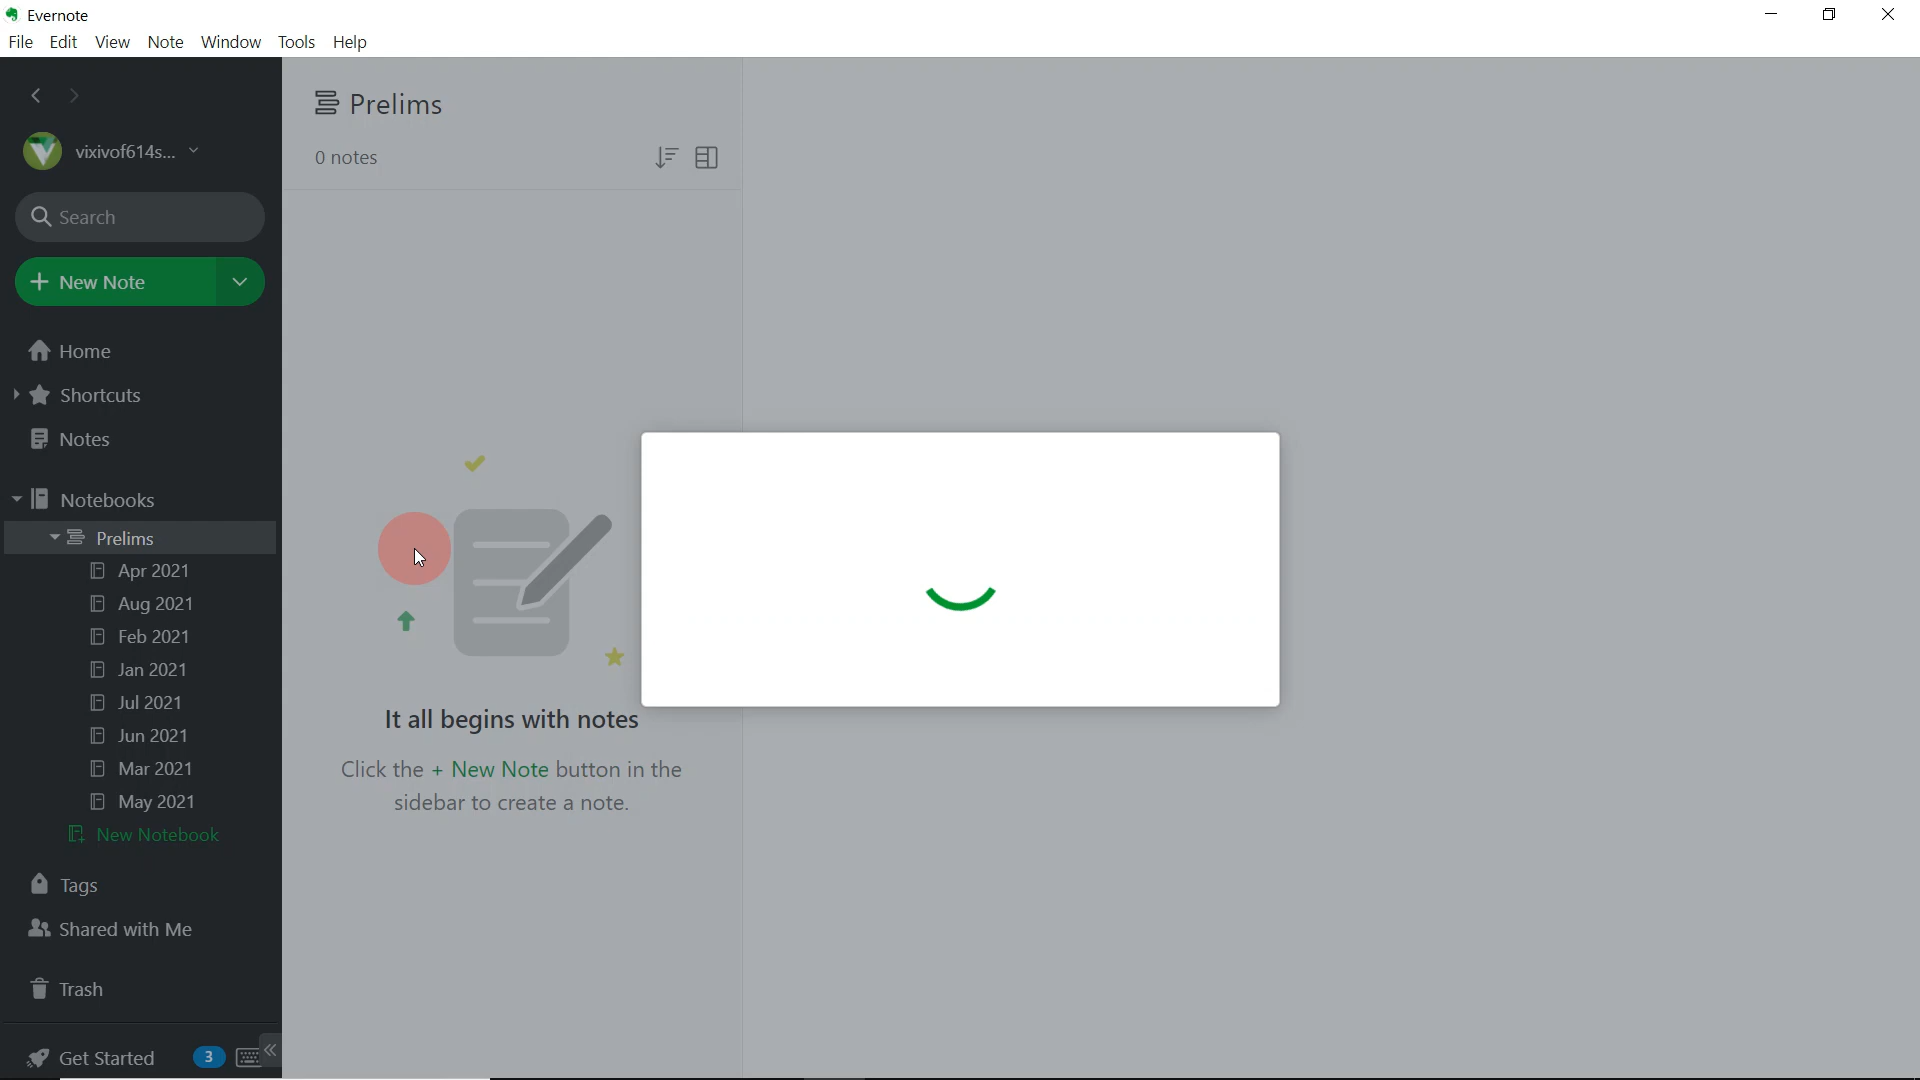 Evernote
File Edit View Note Window Tools Help
vixivof614s...
Search
New Note
Home
Shortcuts
Notes
Notebooks
Prelims
Apr 2021
Aug 2021
Feb 2021
Jan 2021
Jul 2021
Jun 2021
Mar 2021
May 2021
New Notebook
Tags
Shared with Me
Trash
Get Started 3
Prelims
0 notes
It all begins with notes
Click the + New Note button in the
sidebar to create a note.